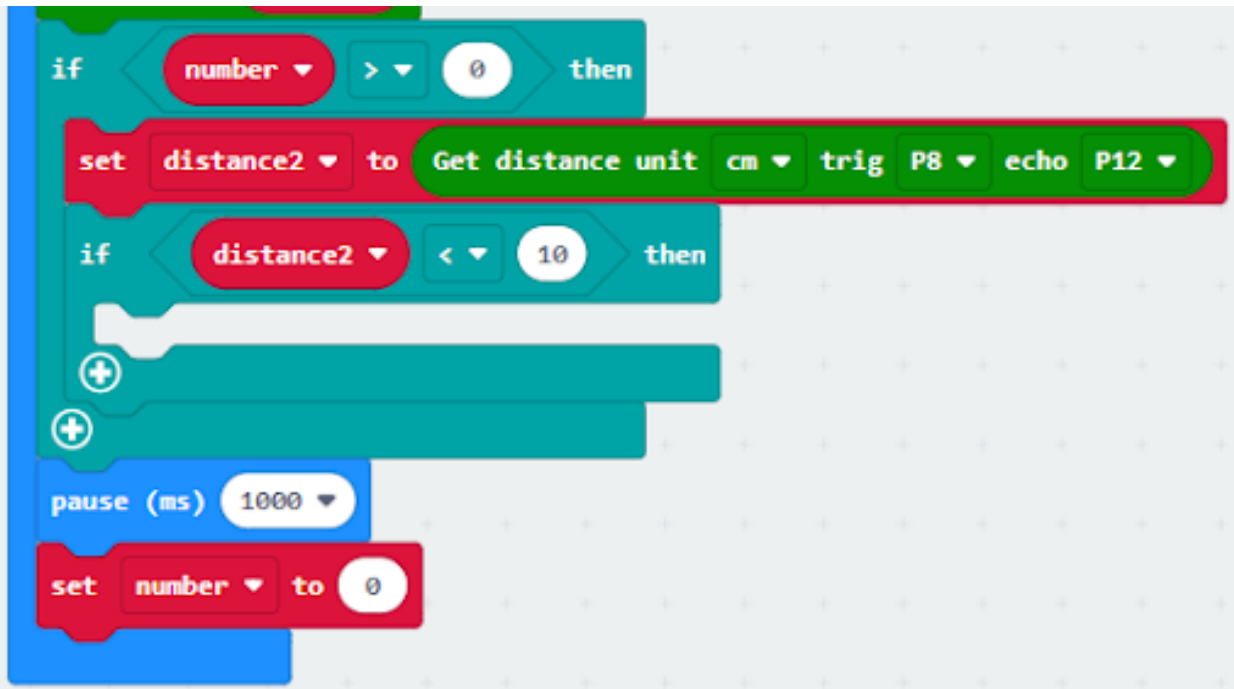 if number > 0 then
set distance2 to Get distance unit cm trig P8 echo P12
if distance2 < 10 then
pause (ms) 1000
set number to 0